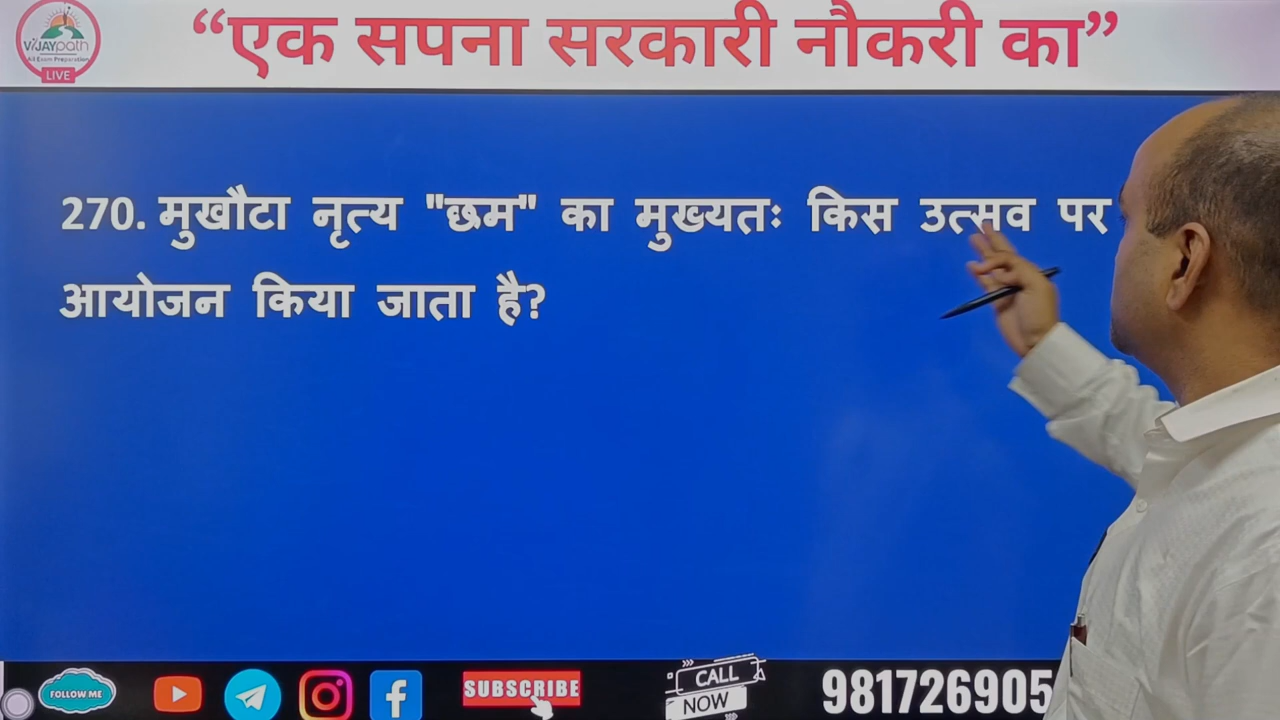 VIJAYpath
All Exam Preparation
LIVE
“एक सपना सरकारी नौकरी का”
270. मुखौटा नृत्य "छम" का मुख्यतः किस उत्सव पर
आयोजन किया जाता है?
FOLLOW ME
SUBSCRIBE
CALL
NOW
981726905